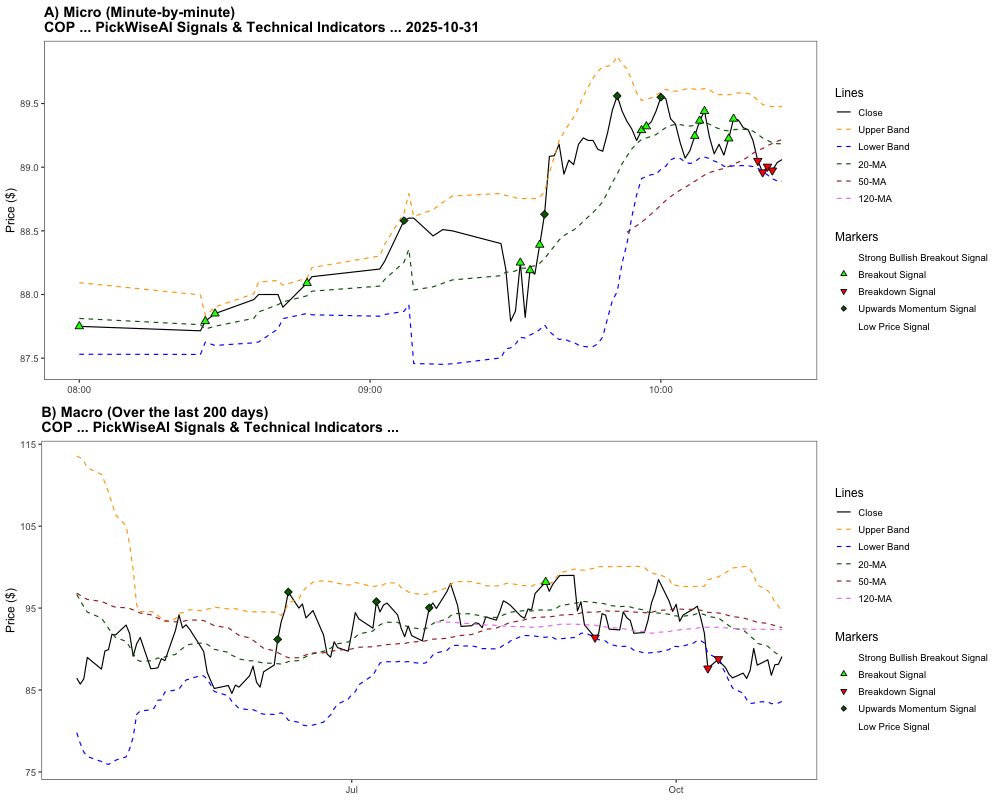 A) Micro (Minute-by-minute)
COP ... PickWiseAI Signals & Technical Indicators ... 2025-10-31
Price ($)
89.5
89.0
88.5
88.0
87.5
08:00
09:00
10:00
Lines
Close
Upper Band
Lower Band
20-MA
50-MA
120-MA
Markers
Strong Bullish Breakout Signal
Breakout Signal
Breakdown Signal
Upwards Momentum Signal
Low Price Signal
B) Macro (Over the last 200 days)
COP ... PickWiseAI Signals & Technical Indicators ...
Price ($)
115
105
95
85
75
Jul
Oct
Lines
Close
Upper Band
Lower Band
20-MA
50-MA
120-MA
Markers
Strong Bullish Breakout Signal
Breakout Signal
Breakdown Signal
Upwards Momentum Signal
Low Price Signal